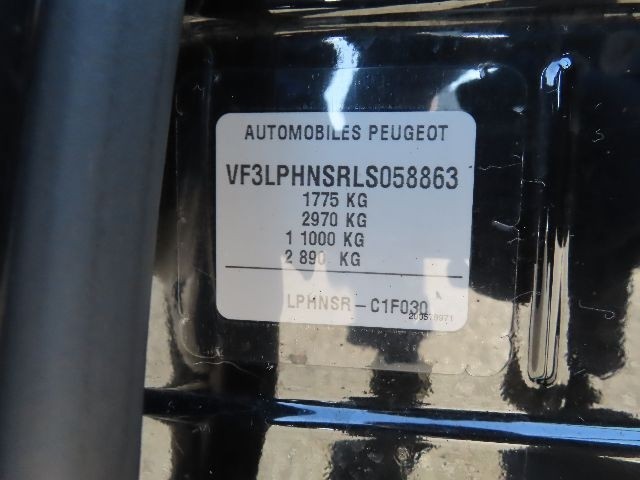 AUTOMOBILES PEUGEOT
VF3LPHNSRLS058863
1775 KG
2970 KG
1 1000 KG
2 890 KG
LPHNSR-C1F030